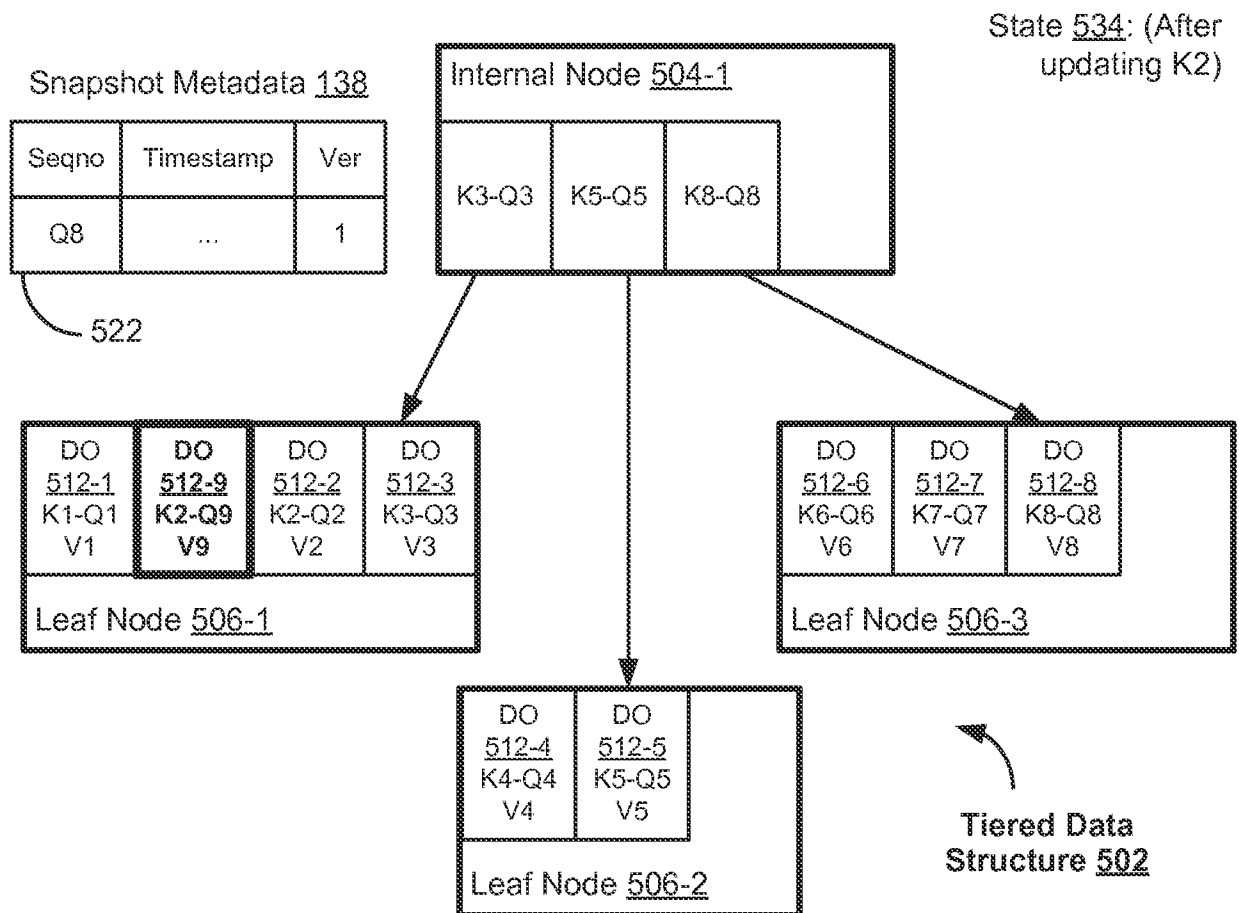 State 534: (After
updating K2)
Snapshot Metadata 138
Seqno Timestamp Ver
Q8 ... 1
522
Internal Node 504-1
K3-Q3 K5-Q5 K8-Q8
DO DO DO DO
512-1 512-9 512-2 512-3
K1-Q1 K2-Q9 K2-Q2 K3-Q3
V1 V9 V2 V3
Leaf Node 506-1
DO DO DO
512-6 512-7 512-8
K6-Q6 K7-Q7 K8-Q8
V6 V7 V8
Leaf Node 506-3
DO DO
512-4 512-5
K4-Q4 K5-Q5
V4 V5
Leaf Node 506-2
Tiered Data
Structure 502